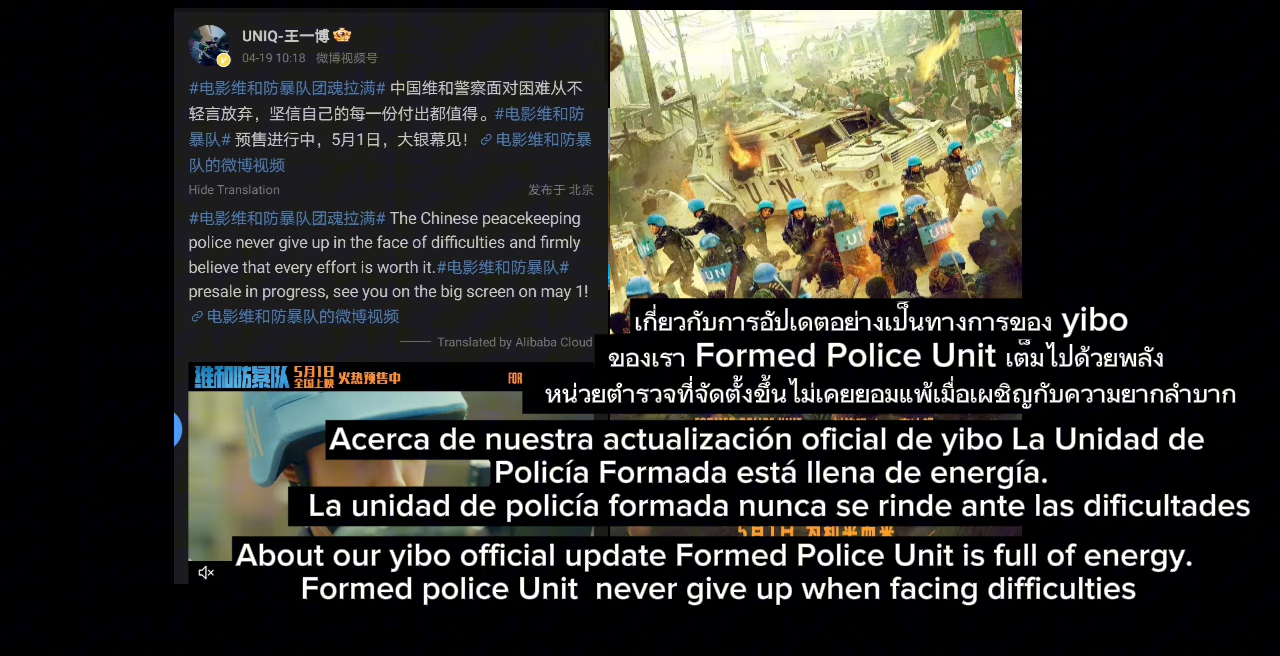 UNIQ-王一博
04-19 10:18 微博视频号
#电影维和防暴队团魂拉满# 中国维和警察面对困难从不
轻言放弃，坚信自己的每一份付出都值得。#电影维和防
暴队# 预售进行中，5月1日，大银幕见！ 电影维和防暴
队的微博视频
Hide Translation 发布于 北京
#电影维和防暴队团魂拉满# The Chinese peacekeeping
police never give up in the face of difficulties and firmly
believe that every effort is worth it.#电影维和防暴队#
presale in progress, see you on the big screen on may 1!
电影维和防暴队的微博视频
Translated by Alibaba Cloud
维和防暴队 5月1日 全国上映 火热预售中 FOR
UN
UN
UN
UN
เกี่ยวกับการอัปเดตอย่างเป็นทางการของ yibo
ของเรา Formed Police Unit เต็มไปด้วยพลัง
หน่วยตำรวจที่จัดตั้งขึ้นไม่เคยยอมแพ้เมื่อเผชิญกับความยากลำบาก
Acerca de nuestra actualización oficial de yibo La Unidad de
Policía Formada está llena de energía.
La unidad de policía formada nunca se rinde ante las dificultades
5月1日 为和平而来
About our yibo official update Formed Police Unit is full of energy.
Formed police Unit never give up when facing difficulties